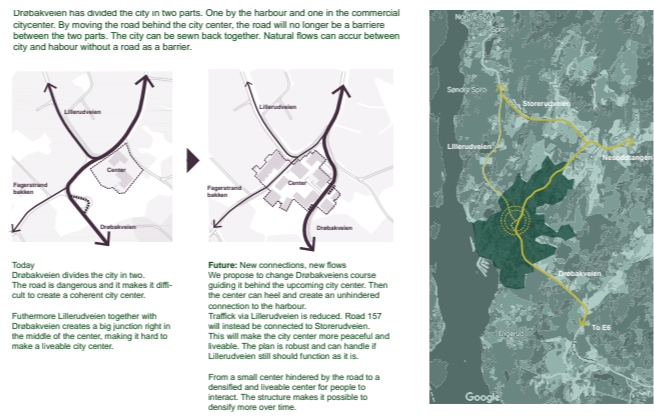 Drøbakveien has divided the city in two parts. One by the harbour and one in the commercial
citycenter. By moving the road behind the city center, the road will no longer be a barriere
between the two parts. The city can be sewn back together. Natural flows can accur between
city and habour without a road as a barrier.
Lillerudveien
Center
Fagerstrand
bakken
Drøbakveien
Lillerudveien
Center
Fagerstrand
bakken
Drøbakveien
Today
Drøbakveien divides the city in two.
The road is dangerous and it makes it diffi-
cult to create a coherent city center.
Futhermore Lillerudveien together with
Drøbakveien creates a big junction right in
the middle of the center, making it hard to
make a liveable city center.
Future: New connections, new flows
We propose to change Drøbakveiens course
guiding it behind the upcoming city center. Then
the center can heel and create an unhindered
connection to the harbour.
Traffick via Lillerudveien is reduced. Road 157
will instead be connected to Storerudveien.
This will make the city center more peaceful and
liveable. The plan is robust and can handle if
Lillerudveien still should function as it is.
From a small center hindered by the road to a
densified and liveable center for people to
interact. The structure makes it possible to
densify more over time.
Spro
Søndre Spro
Storerudveien
Lillerudveien
Nesoddtangen
Drøbakveien
To E6
Google